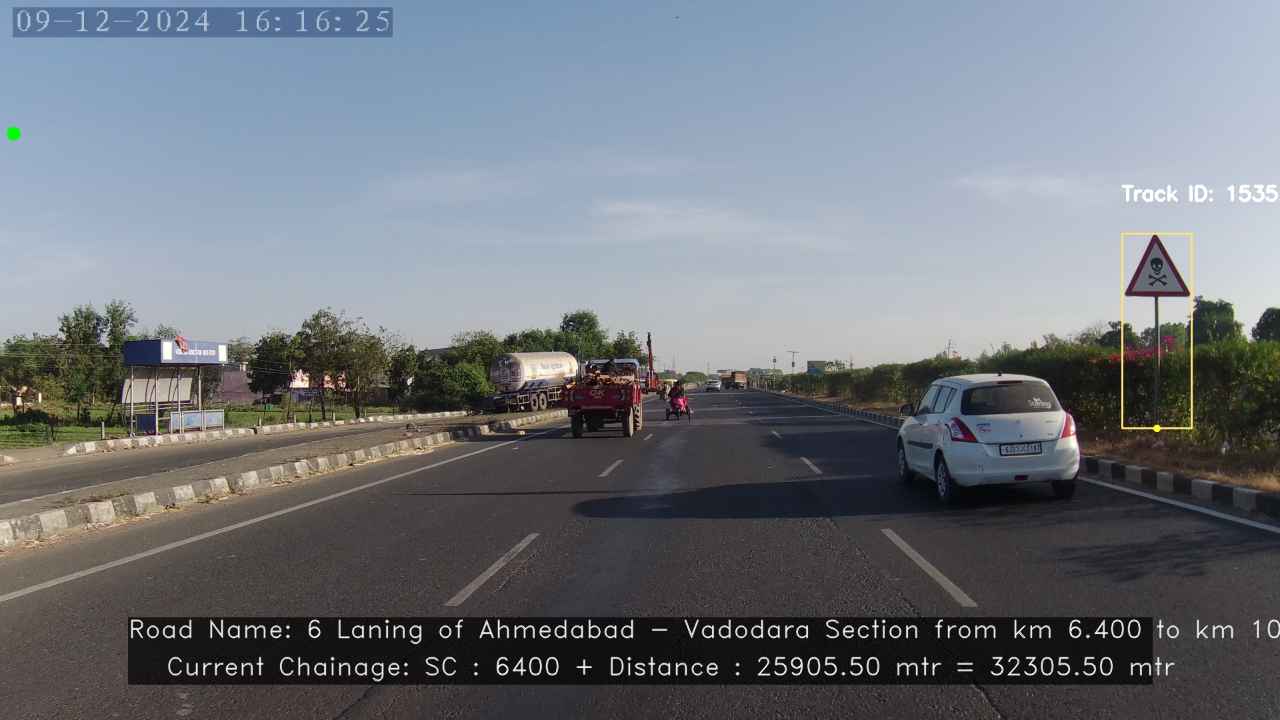 09-12-2024 16:16:25
Track ID: 1535
Road Name: 6 Laning of Ahmedabad - Vadodara Section from km 6.400 to km 10
Current Chainage: SC : 6400 + Distance : 25905.50 mtr = 32305.50 mtr